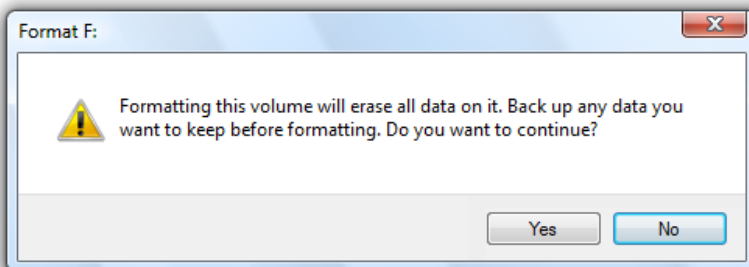 Format F:
Formatting this volume will erase all data on it. Back up any data you
want to keep before formatting. Do you want to continue?
Yes
No